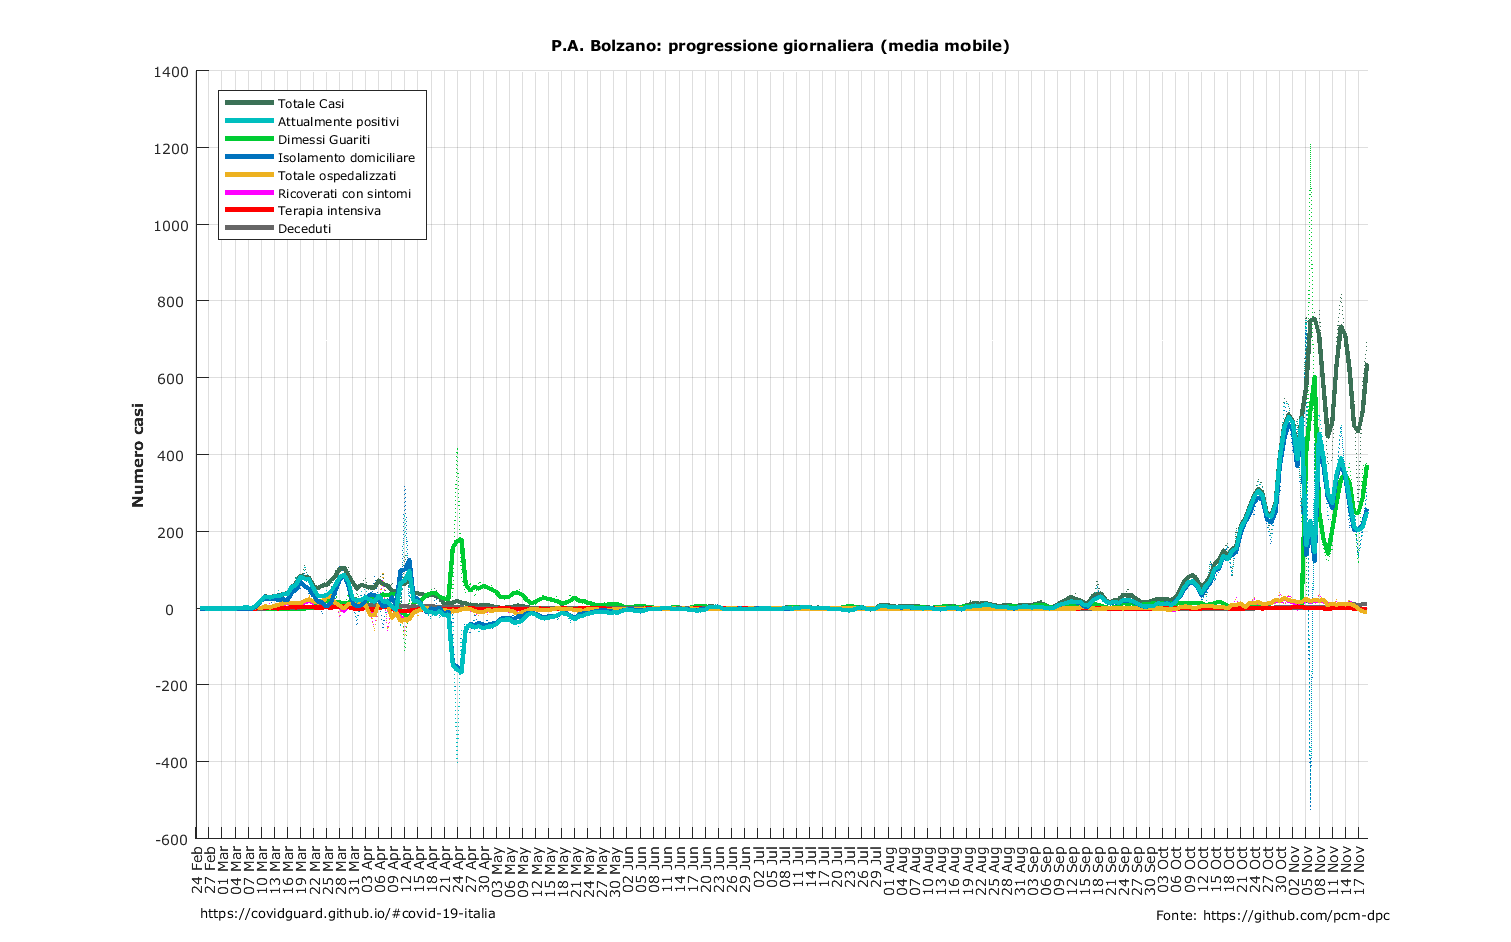 P.A. Bolzano: progressione giornaliera (media mobile)
1400
1200
1000
800
600
400
200
0
-200
-400
-600
Numero casi
Totale Casi
Attualmente positivi
Dimessi Guariti
Isolamento domiciliare
Totale ospedalizzati
Ricoverati con sintomi
Terapia intensiva
Deceduti
24 Feb
27 Feb
01 Mar
04 Mar
07 Mar
10 Mar
13 Mar
16 Mar
19 Mar
22 Mar
25 Mar
28 Mar
31 Mar
03 Apr
06 Apr
09 Apr
12 Apr
15 Apr
18 Apr
21 Apr
24 Apr
27 Apr
30 Apr
03 May
06 May
09 May
12 May
15 May
18 May
21 May
24 May
27 May
30 May
02 Jun
05 Jun
08 Jun
11 Jun
14 Jun
17 Jun
20 Jun
23 Jun
26 Jun
29 Jun
02 Jul
05 Jul
08 Jul
11 Jul
14 Jul
17 Jul
20 Jul
23 Jul
26 Jul
29 Jul
01 Aug
04 Aug
07 Aug
10 Aug
13 Aug
16 Aug
19 Aug
22 Aug
25 Aug
28 Aug
31 Aug
03 Sep
06 Sep
09 Sep
12 Sep
15 Sep
18 Sep
21 Sep
24 Sep
27 Sep
30 Sep
03 Oct
06 Oct
09 Oct
12 Oct
15 Oct
18 Oct
21 Oct
24 Oct
27 Oct
30 Oct
02 Nov
05 Nov
08 Nov
11 Nov
14 Nov
17 Nov
https://covidguard.github.io/#covid-19-italia
Fonte: https://github.com/pcm-dpc